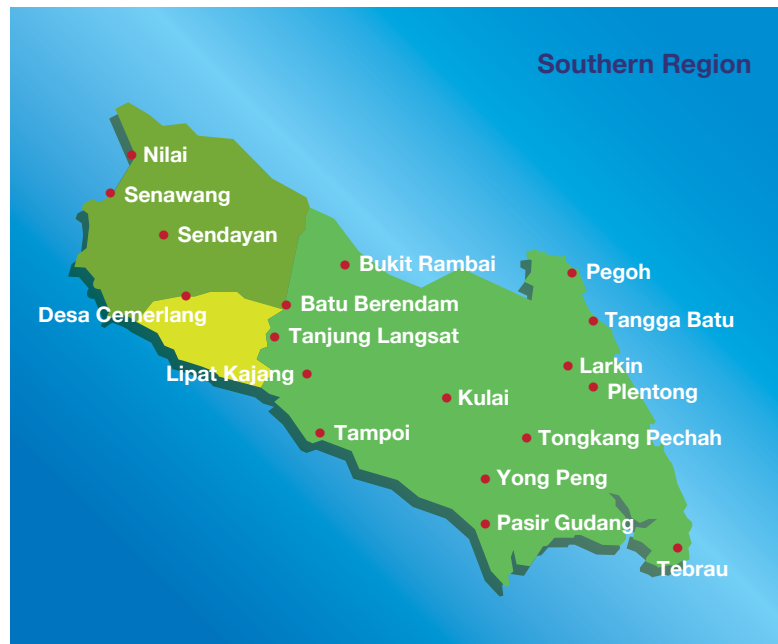 Southern Region
Nilai
Senawang
Sendayan
Bukit Rambai
Pegoh
Batu Berendam
Desa Cemerlang
Tangga Batu
Tanjung Langsat
Larkin
Lipat Kajang
Plentong
Kulai
Tampoi
Tongkang Pechah
Yong Peng
Pasir Gudang
Tebrau